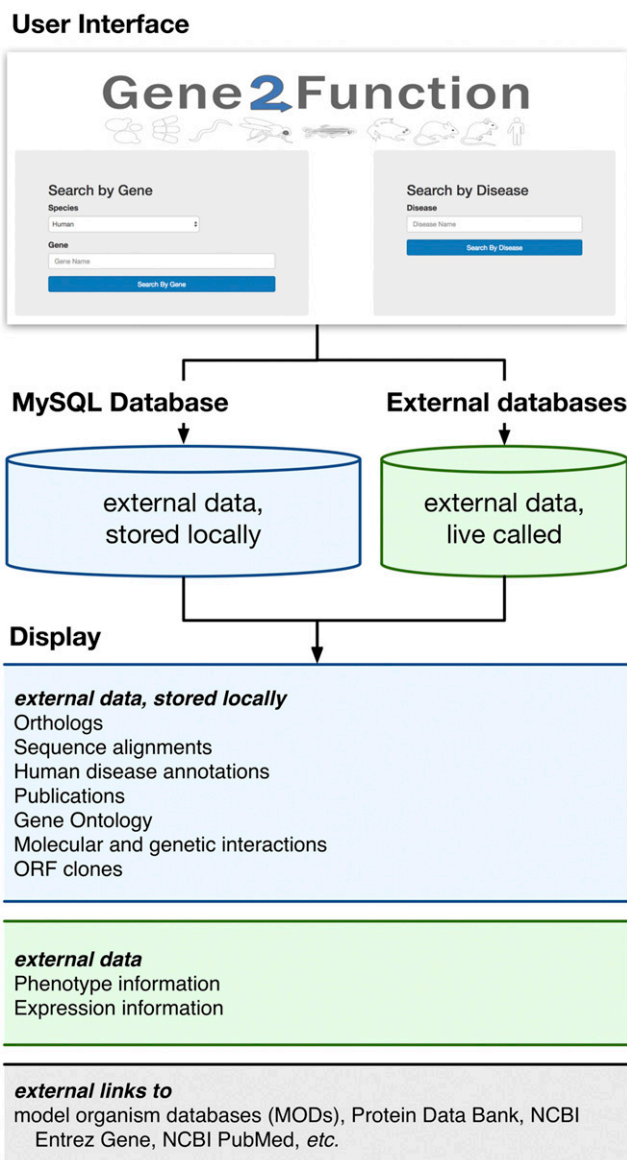 User Interface
Gene2Function
Search by Gene
Species
Human
Gene
Gene Name
Search By Gene
Search by Disease
Disease
Disease Name
Search By Disease
MySQL Database
External databases
external data,
stored locally
external data,
live called
Display
external data, stored locally
Orthologs
Sequence alignments
Human disease annotations
Publications
Gene Ontology
Molecular and genetic interactions
ORF clones
external data
Phenotype information
Expression information
external links to
model organism databases (MODs), Protein Data Bank, NCBI
Entrez Gene, NCBI PubMed, etc.